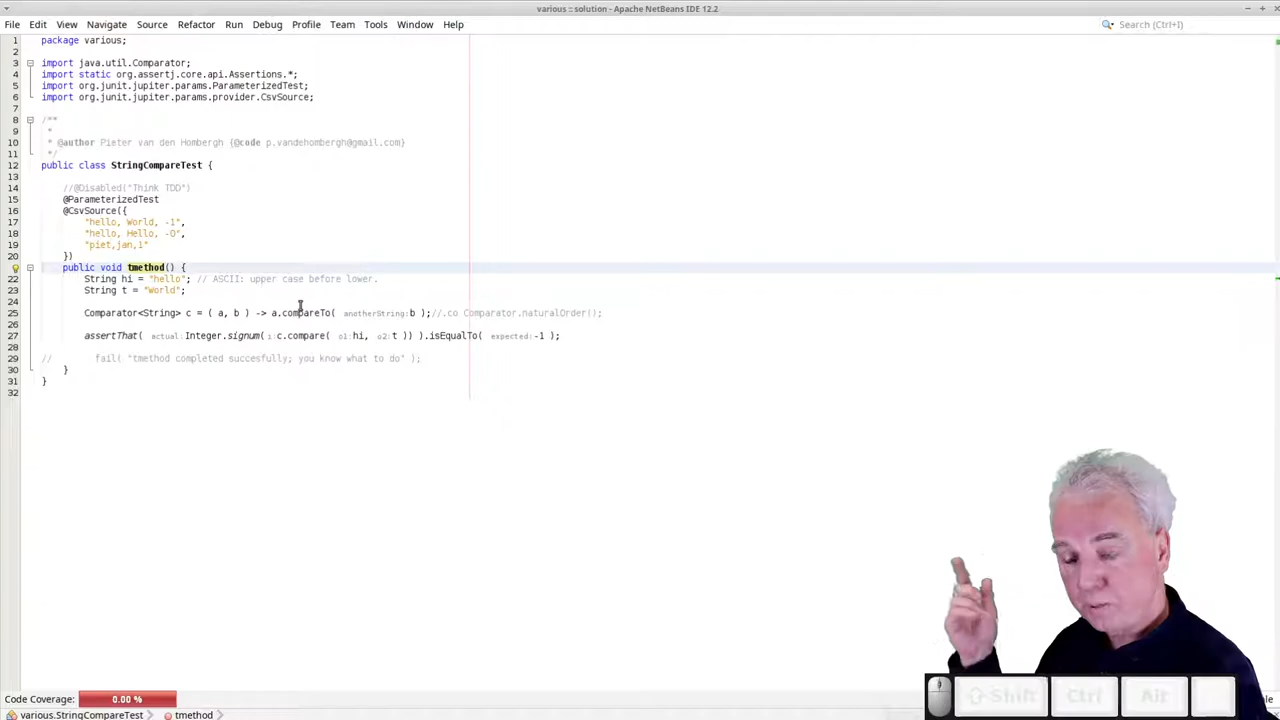 various :: solution - Apache NetBeans IDE 12.2
File Edit View Navigate Source Refactor Run Debug Profile Team Tools Window Help
Search (Ctrl+I)
1 package various;
2
3 import java.util.Comparator;
4 import static org.assertj.core.api.Assertions.*;
5 import org.junit.jupiter.params.ParameterizedTest;
6 import org.junit.jupiter.params.provider.CsvSource;
7
8 /**
9 *
10 * @author Pieter van den Hombergh {@code p.vandehombergh@gmail.com}
11 */
12 public class StringCompareTest {
13
14 //@Disabled("Think TDD")
15 @ParameterizedTest
16 @CsvSource({
17 "hello, World, -1",
18 "hello, Hello, -0",
19 "piet,jan,1"
20 })
public void tmethod() {
22 String hi = "hello"; // ASCII: upper case before lower.
23 String t = "World";
24
25 Comparator<String> c = ( a, b ) -> a.compareTo( anotherString: b );//.co Comparator.naturalOrder();
26
27 assertThat( actual: Integer.signum( i: c.compare( o1: hi, o2: t )) ).isEqualTo( expected: -1 );
28
29 // fail( "tmethod completed succesfully; you know what to do" );
30 }
31 }
32
Code Coverage: 0.00 %
various.StringCompareTest tmethod
Shift Ctrl Alt